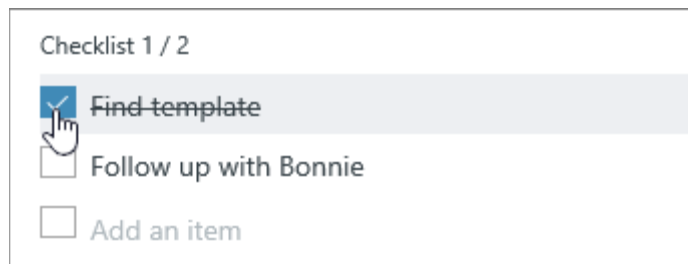 Checklist 1 / 2
Find template
Follow up with Bonnie
Add an item